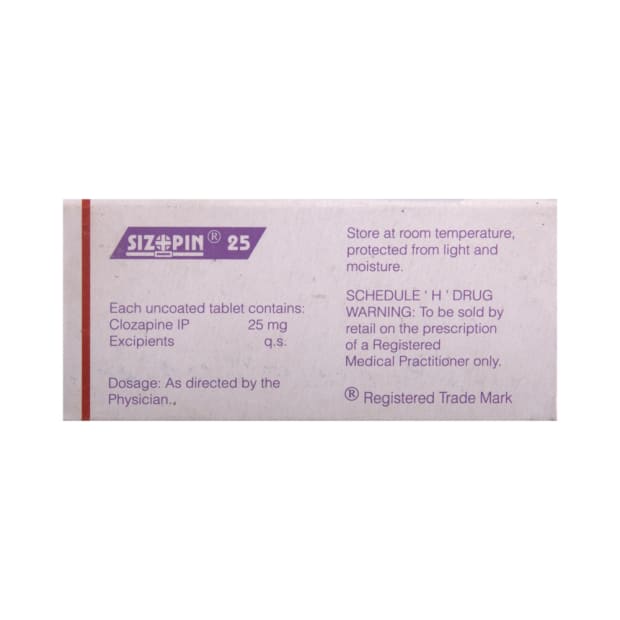 SIZOPIN® 25
Each uncoated tablet contains:
Clozapine IP 25 mg
Excipients q.s.
Dosage: As directed by the
Physician.
Store at room temperature,
protected from light and
moisture.
SCHEDULE ' H ' DRUG
WARNING: To be sold by
retail on the prescription
of a Registered
Medical Practitioner only.
® Registered Trade Mark